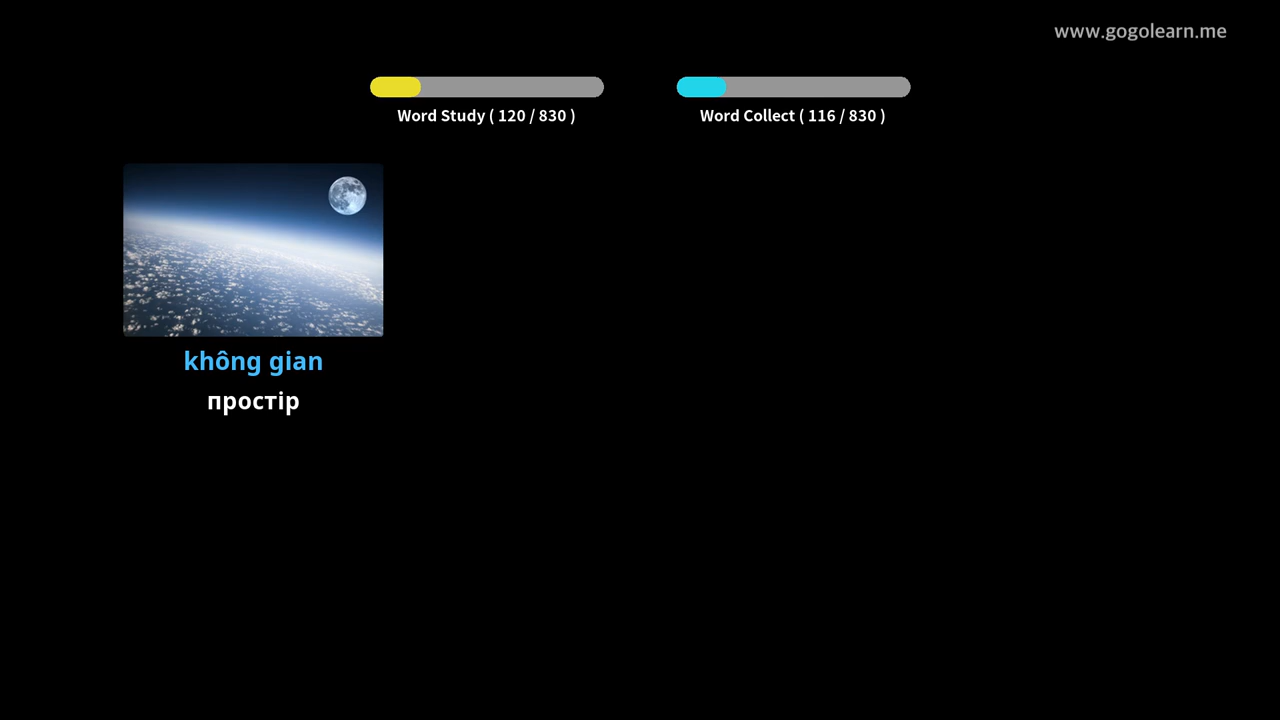 www.gogolearn.me
Word Study ( 120 / 830 )
Word Collect ( 116 / 830 )
không gian
простір